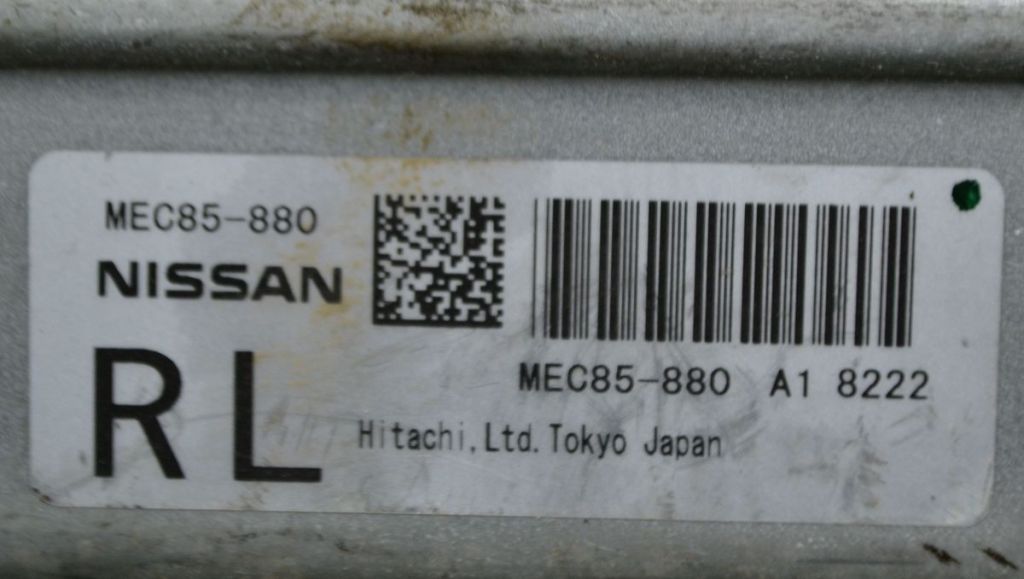 MEC85-880
NISSAN
RL
MEC85-880 A1 8222
Hitachi,Ltd.Tokyo Japan